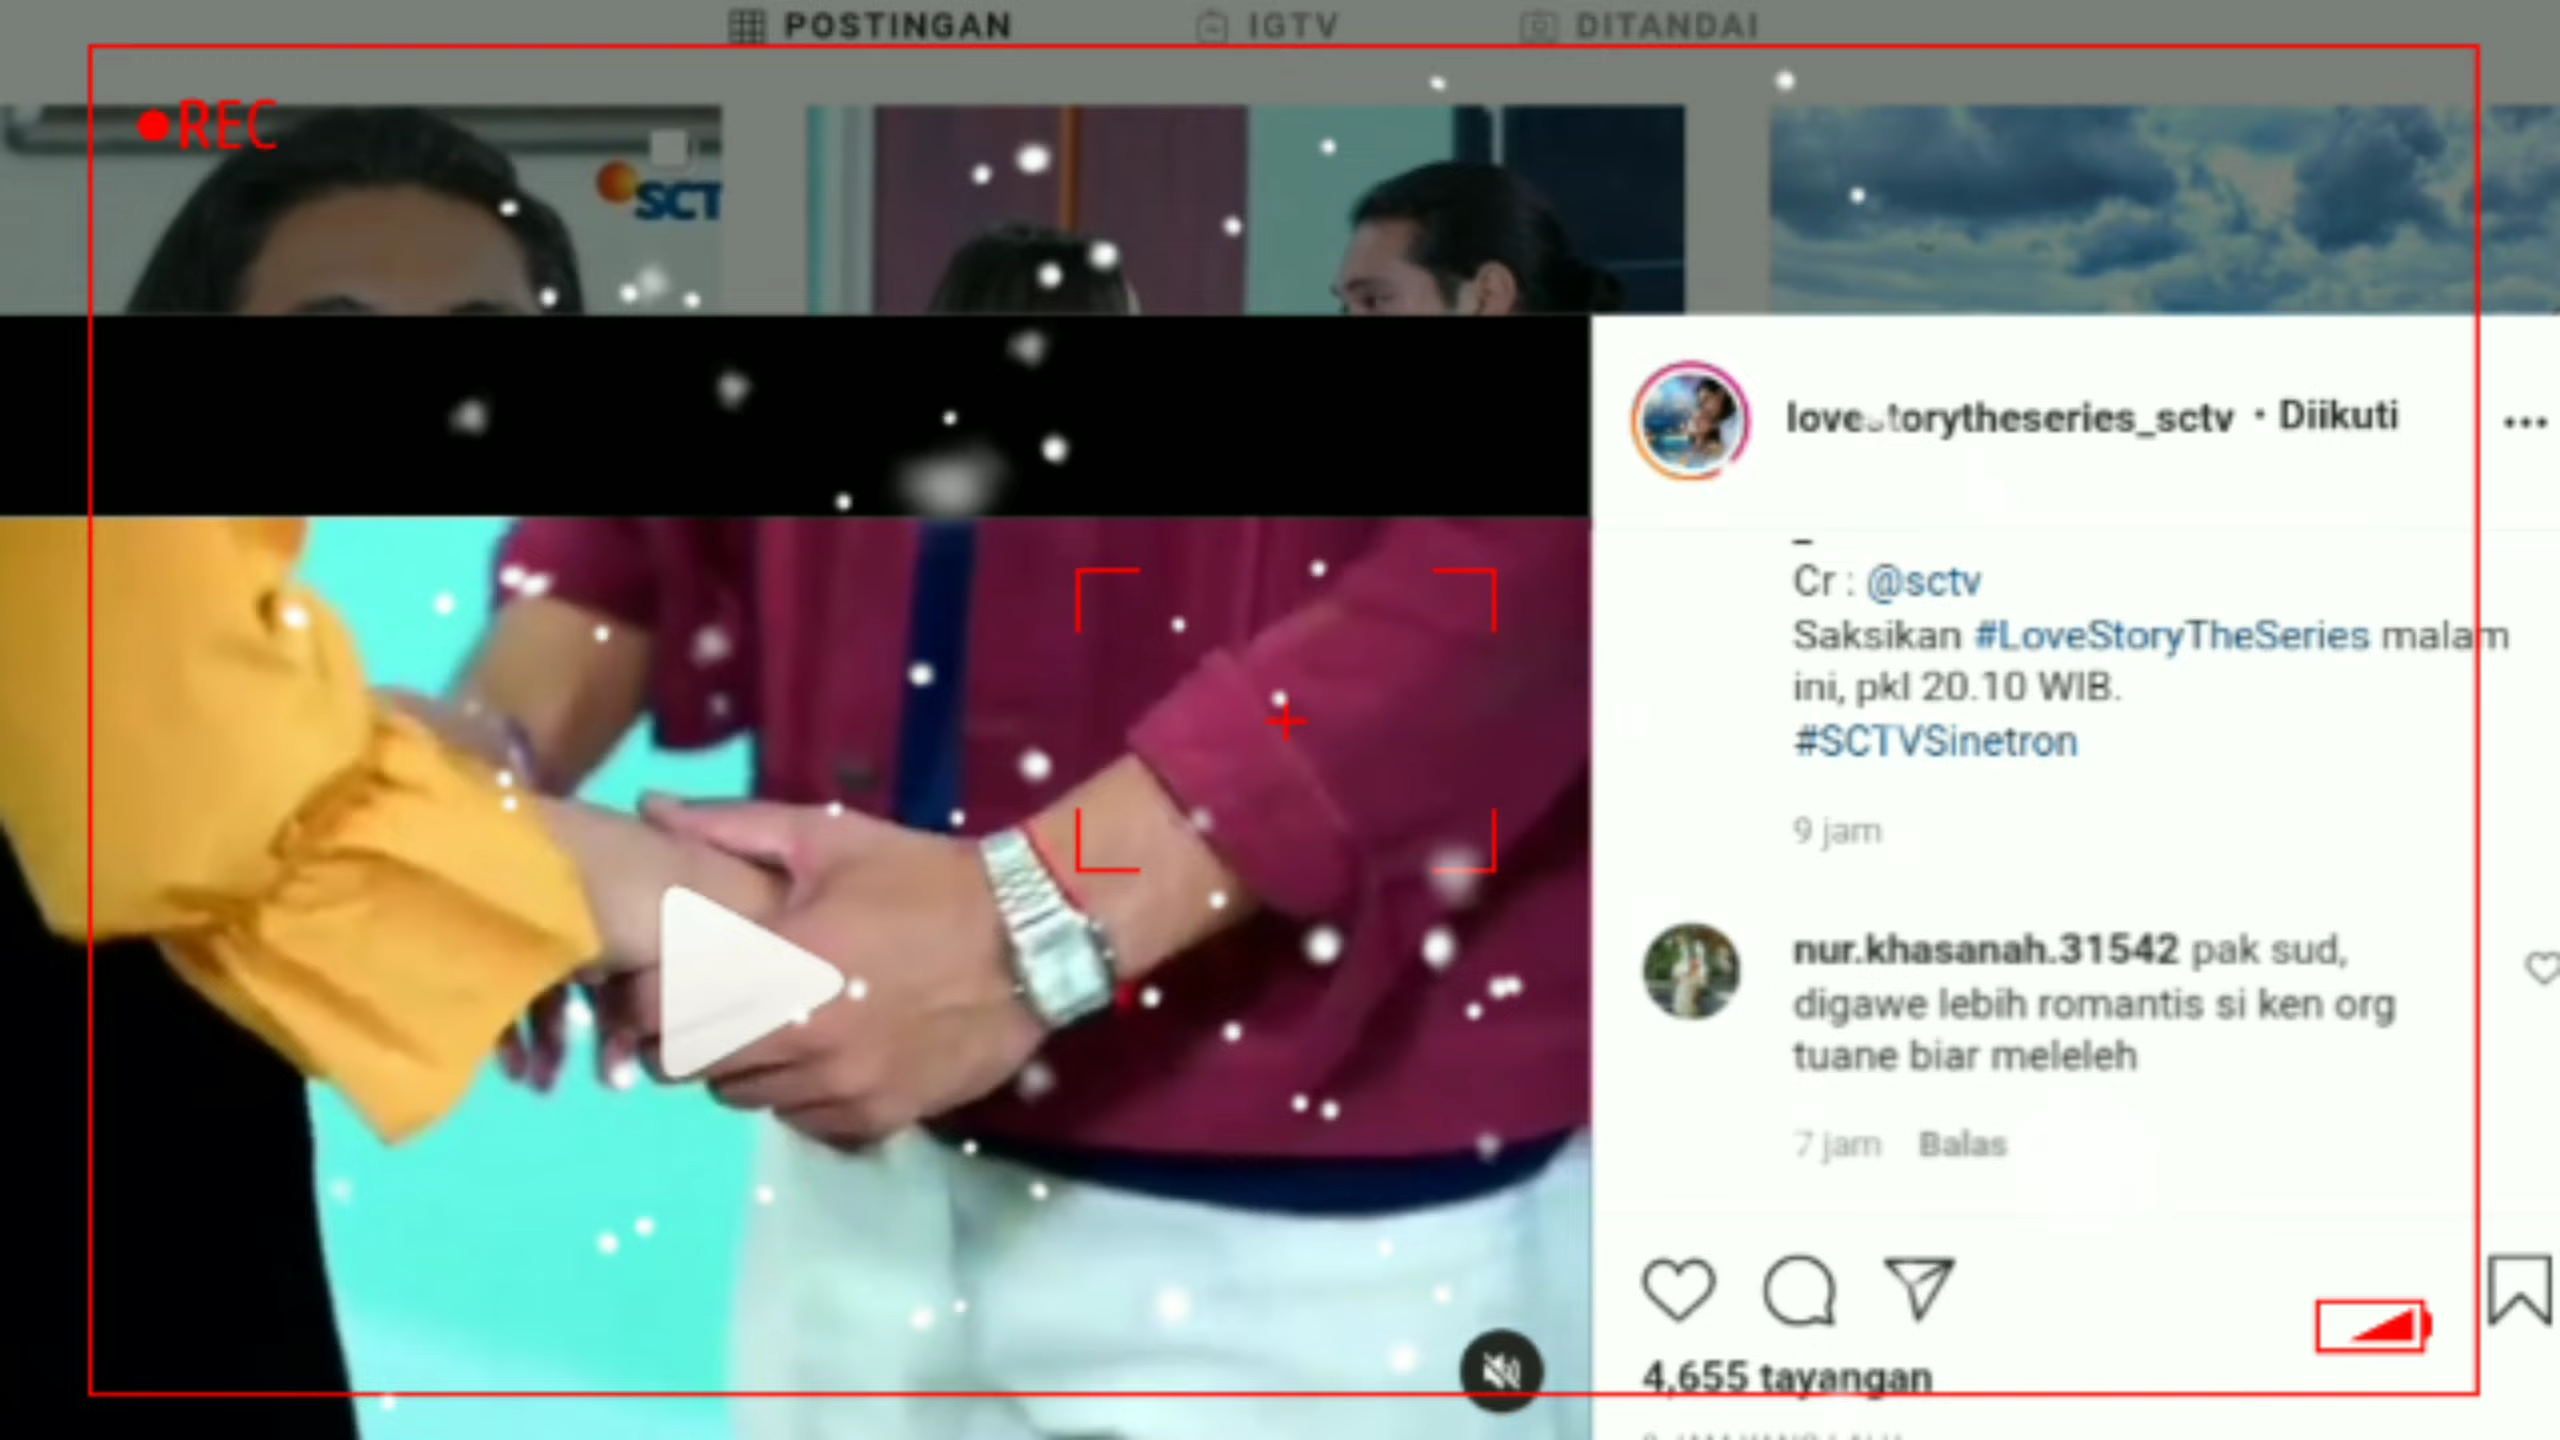 POSTINGAN IGTV DITANDAI
REC
SCT
lovestorytheseries_sctv • Diikuti
Cr : @sctv
Saksikan #LoveStoryTheSeries malam
ini, pkl 20.10 WIB.
#SCTVSinetron
9 jam
nur.khasanah.31542 pak sud,
digawe lebih romantis si ken org
tuane biar meleleh
7 jam Balas
4,655 tayangan